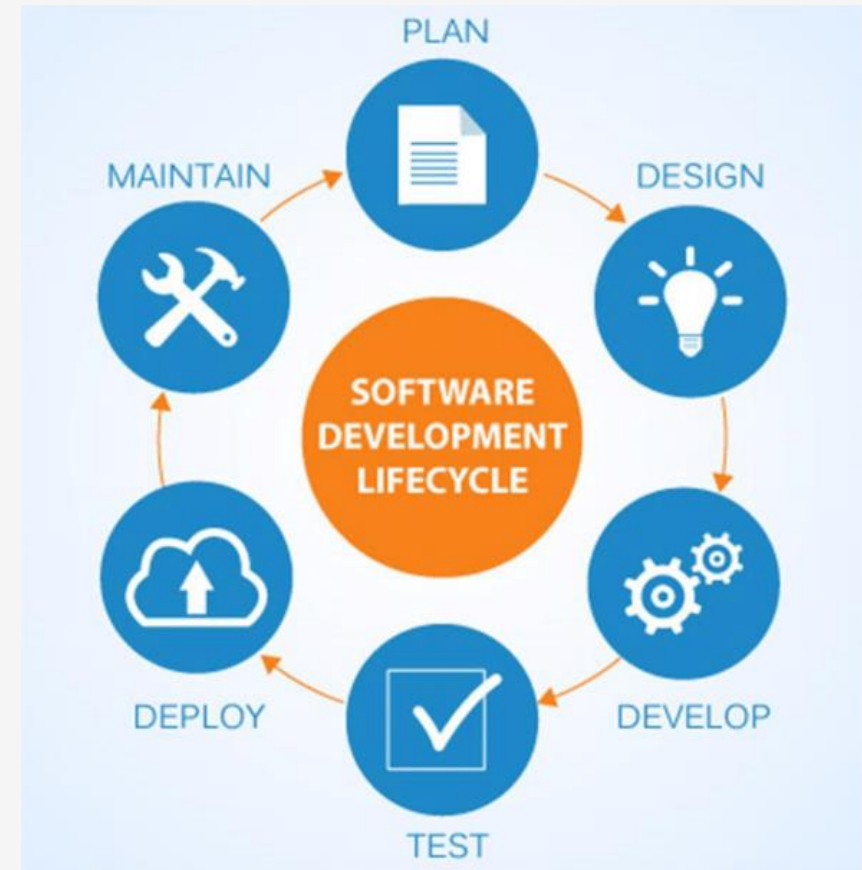 PLAN
MAINTAIN
DESIGN
SOFTWARE
DEVELOPMENT
LIFECYCLE
DEPLOY
DEVELOP
TEST